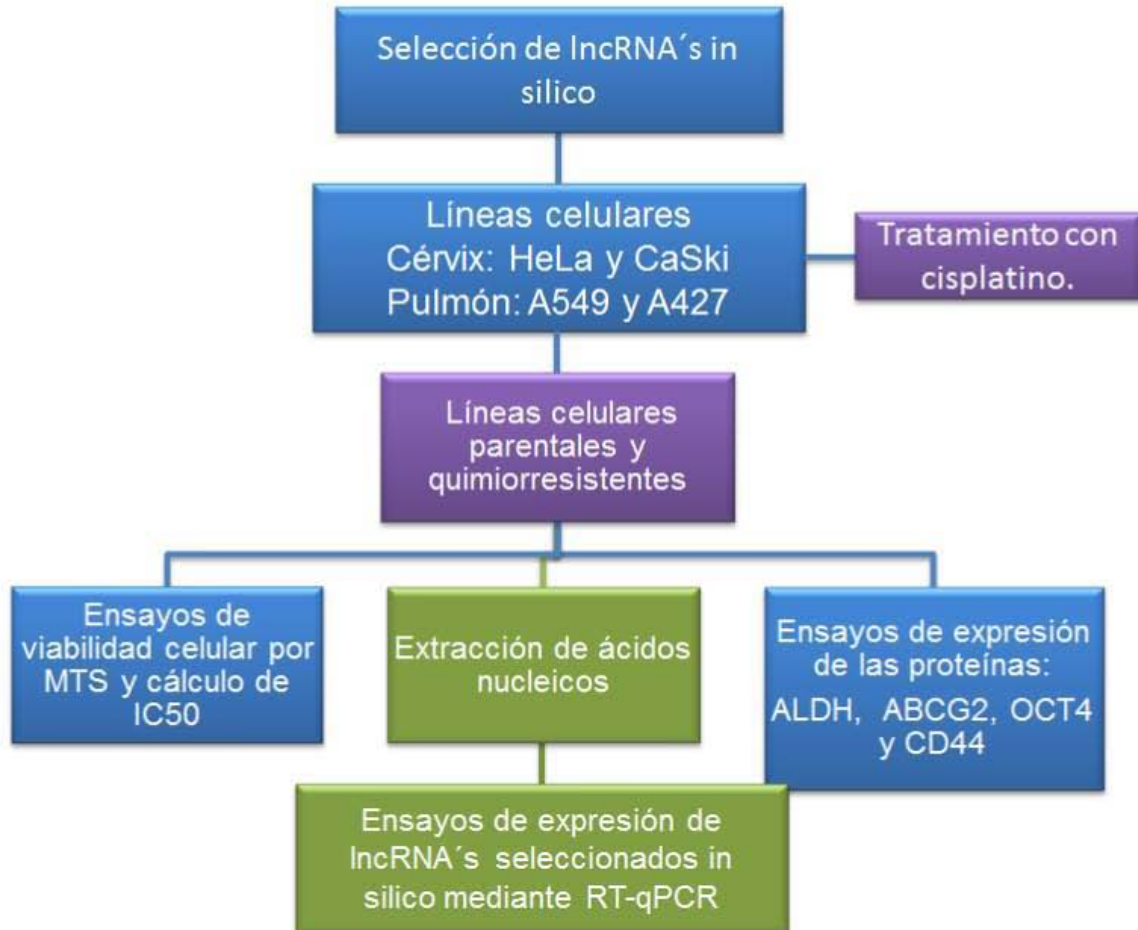 Selección de lncRNA´s in
silico
Líneas celulares
Cérvix: HeLa y CaSki
Pulmón: A549 y A427
Tratamiento con
cisplatino.
Líneas celulares
parentales y
quimiorresistentes
Ensayos de
viabilidad celular por
MTS y cálculo de
IC50
Extracción de ácidos
nucleicos
Ensayos de expresión
de las proteínas:
ALDH, ABCG2, OCT4
y CD44
Ensayos de expresión de
lncRNA´s seleccionados in
silico mediante RT-qPCR